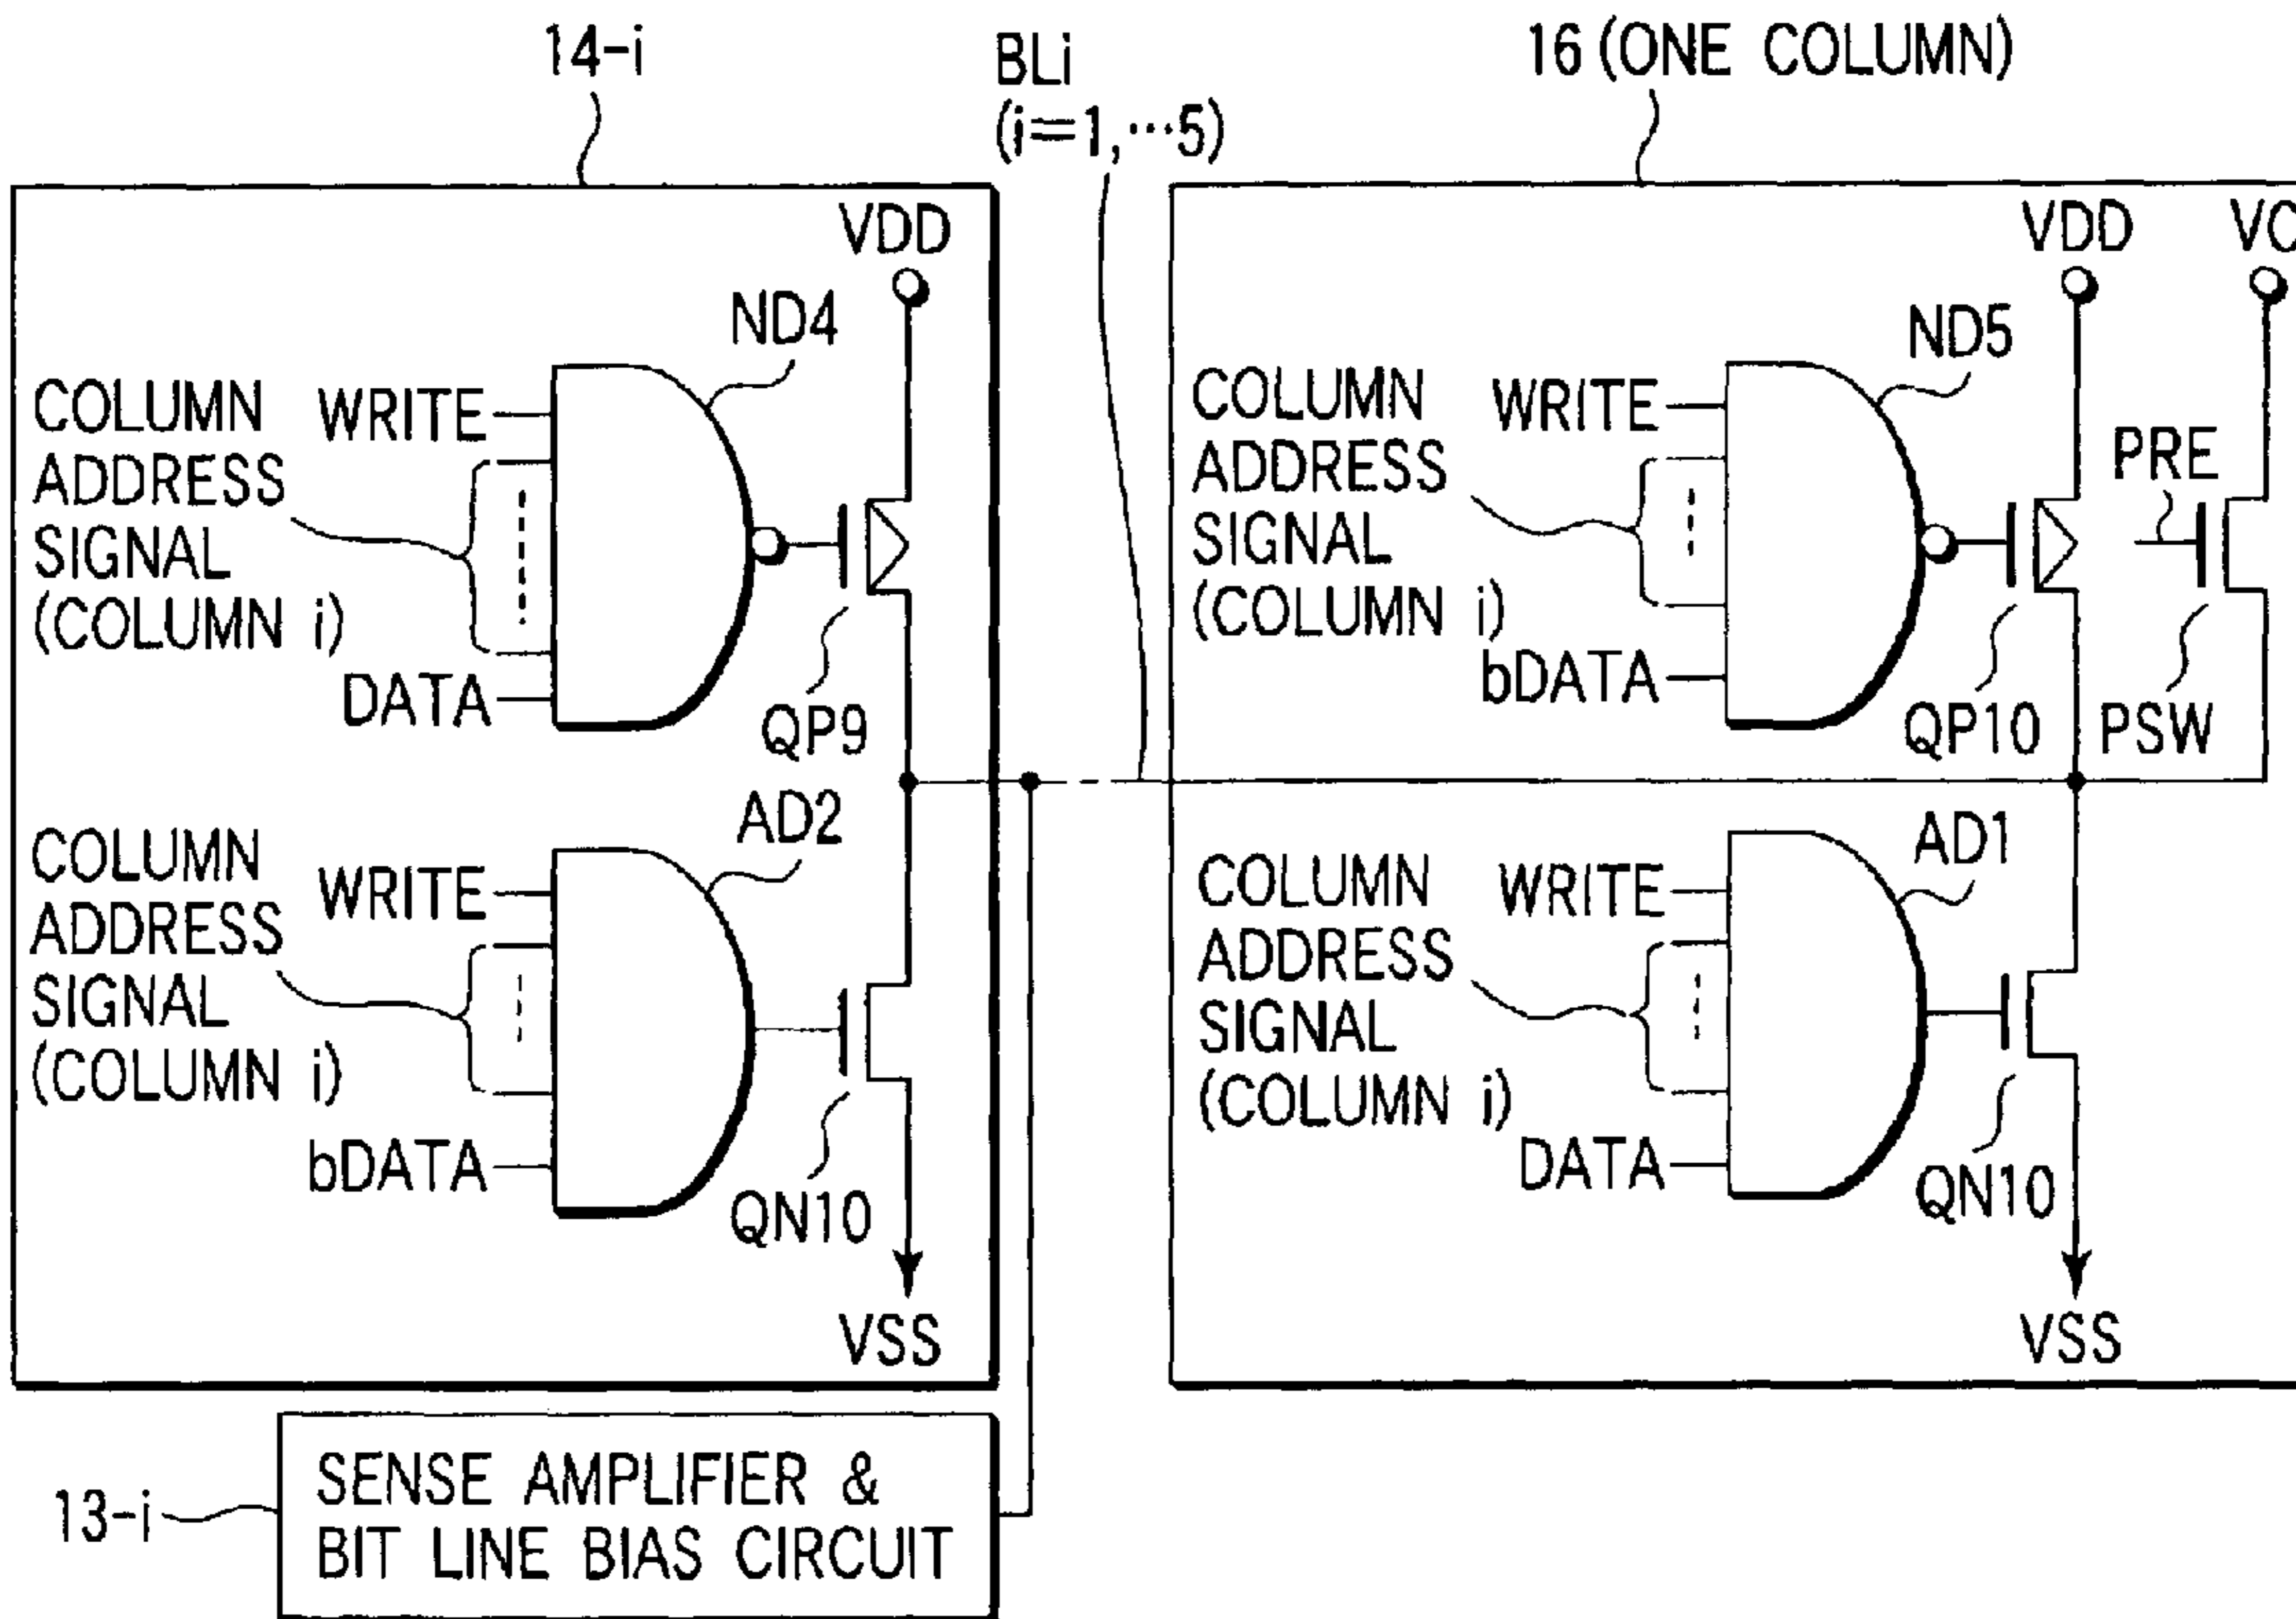 14-i
BLi
(i=1,···5)
16 (ONE COLUMN)
VDD
ND4
COLUMN
ADDRESS
SIGNAL
(COLUMN i)
WRITE
DATA
QP9
AD2
COLUMN
ADDRESS
SIGNAL
(COLUMN i)
WRITE
bDATA
QN10
VSS
VDD
VC
ND5
COLUMN
ADDRESS
SIGNAL
(COLUMN i)
WRITE
bDATA
PRE
QP10
PSW
AD1
COLUMN
ADDRESS
SIGNAL
(COLUMN i)
WRITE
DATA
QN10
VSS
13-i
SENSE AMPLIFIER &
BIT LINE BIAS CIRCUIT